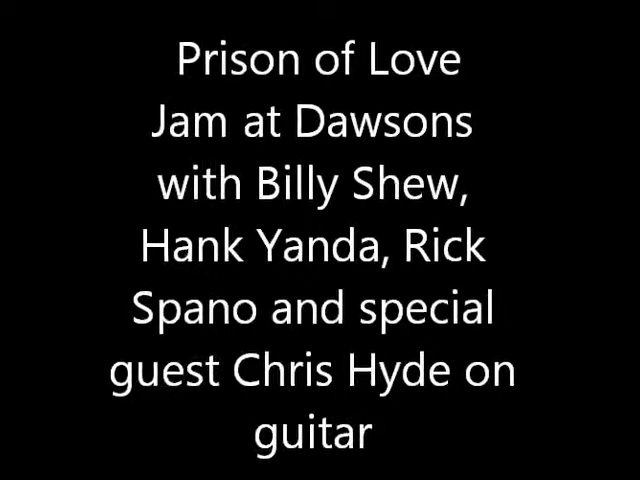 Prison of Love
Jam at Dawsons
with Billy Shew,
Hank Yanda, Rick
Spano and special
guest Chris Hyde on
guitar